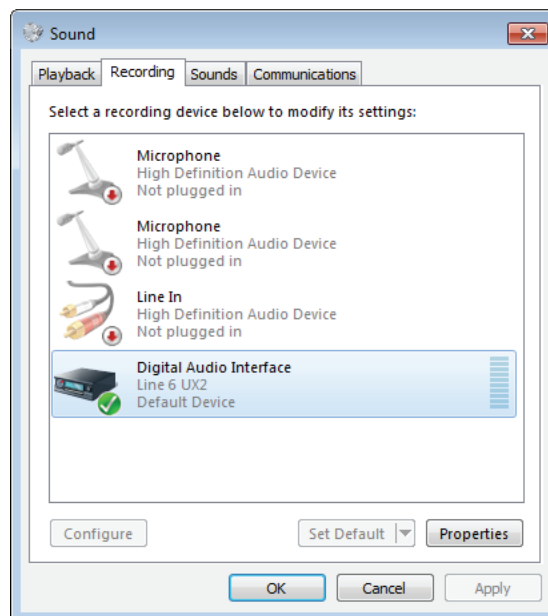 Sound
Playback Recording Sounds Communications
Select a recording device below to modify its settings:
Microphone
High Definition Audio Device
Not plugged in
Microphone
High Definition Audio Device
Not plugged in
Line In
High Definition Audio Device
Not plugged in
Digital Audio Interface
Line 6 UX2
Default Device
Configure Set Default Properties
OK Cancel Apply